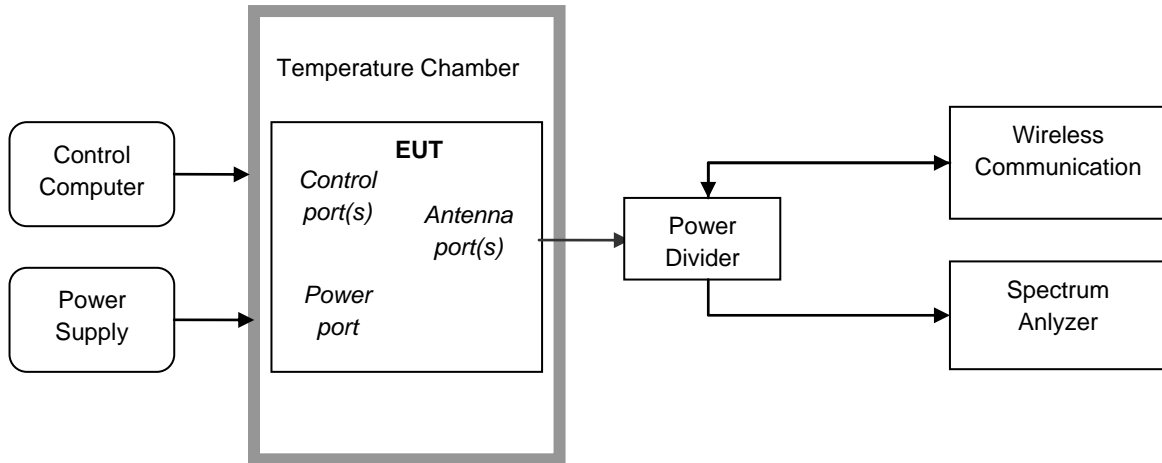 Temperature Chamber
Control
Computer
Power
Supply
EUT
Control
port(s)
Antenna
port(s)
Power
port
Power
Divider
Wireless
Communication
Spectrum
Anlyzer